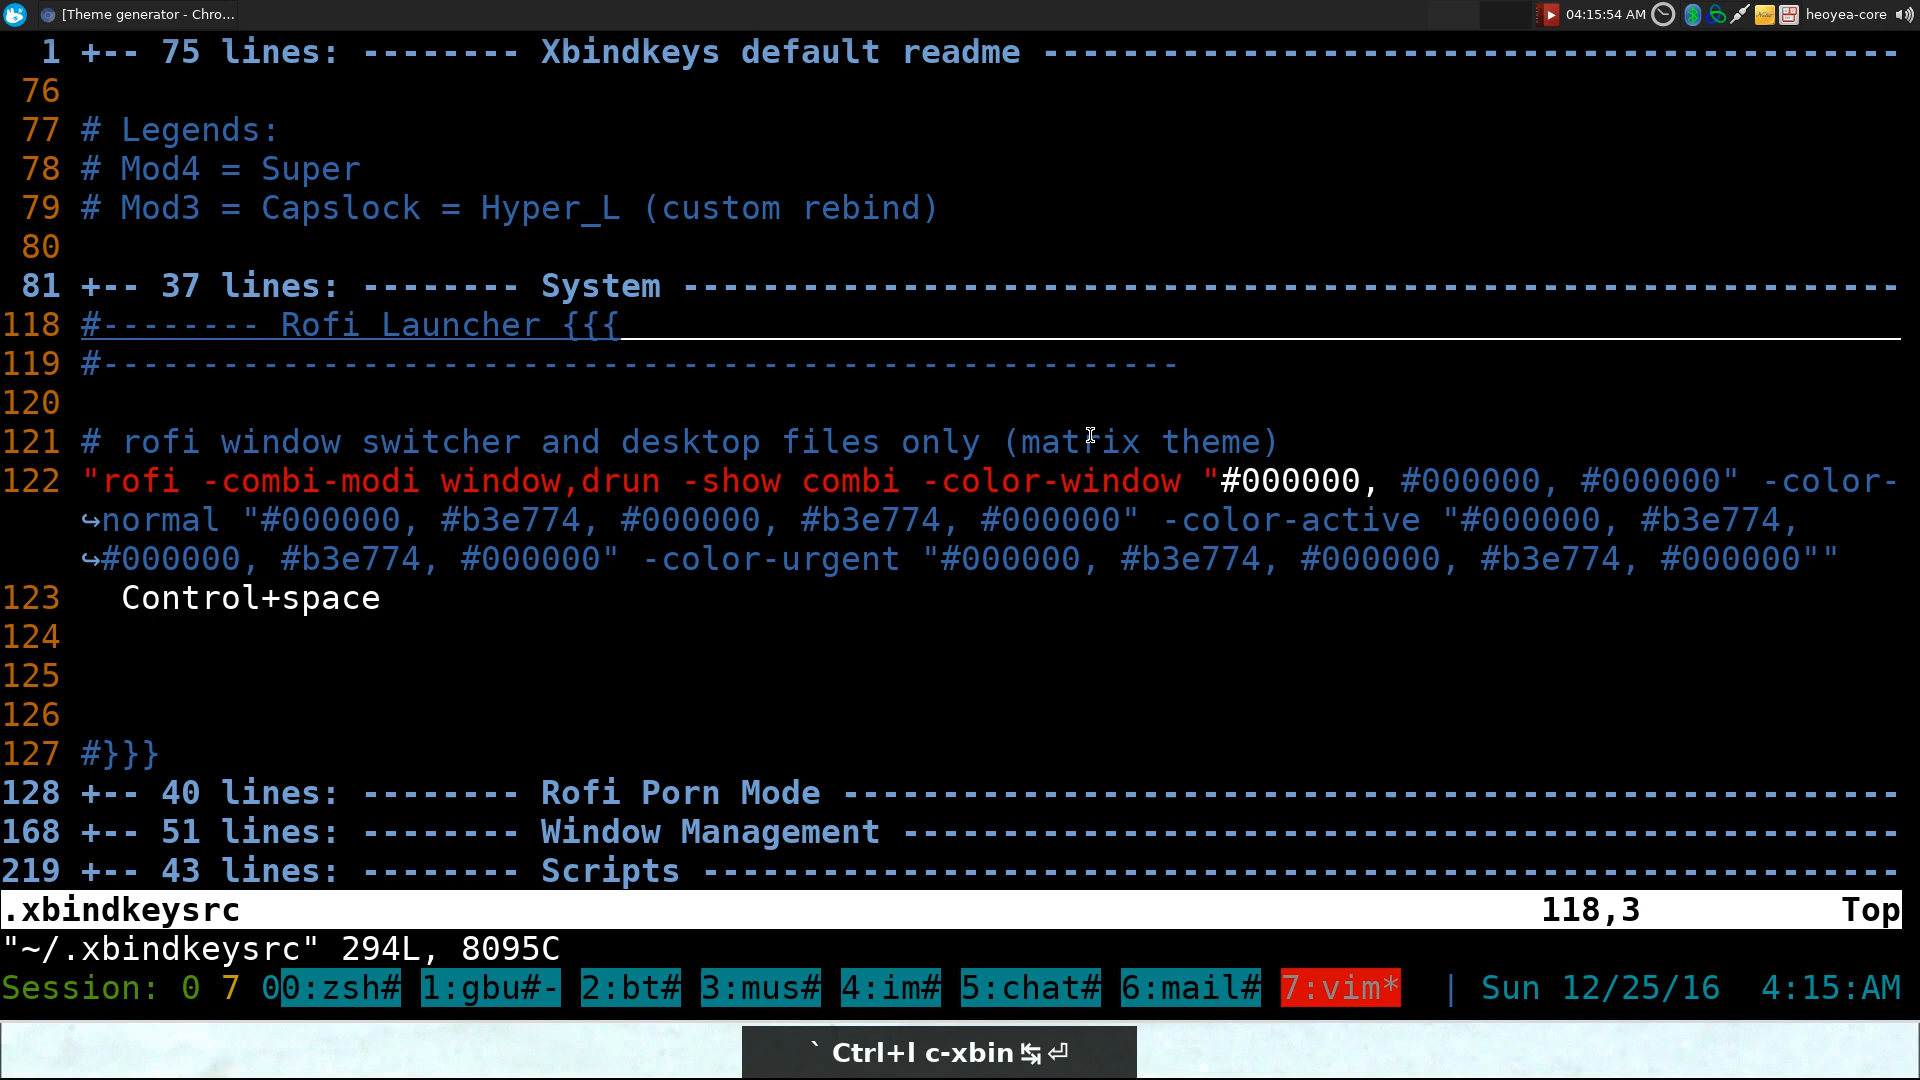 [Theme generator - Chro... 04:15:54 AM heoyea-core
1 +-- 75 lines: -------- Xbindkeys default readme -------------------------------------------
76
77 # Legends:
78 # Mod4 = Super
79 # Mod3 = Capslock = Hyper_L (custom rebind)
80
81 +-- 37 lines: -------- System -------------------------------------------------------------
118 #-------- Rofi Launcher {{{
119 #------------------------------------------------------
120
121 # rofi window switcher and desktop files only (matrix theme)
122 "rofi -combi-modi window,drun -show combi -color-window "#000000, #000000, #000000" -color-
↪normal "#000000, #b3e774, #000000, #b3e774, #000000" -color-active "#000000, #b3e774,
↪#000000, #b3e774, #000000" -color-urgent "#000000, #b3e774, #000000, #b3e774, #000000""
123   Control+space
124
125
126
127 #}}}
128 +-- 40 lines: -------- Rofi Porn Mode -----------------------------------------------------
168 +-- 51 lines: -------- Window Management --------------------------------------------------
219 +-- 43 lines: -------- Scripts ------------------------------------------------------------
.xbindkeysrc 118,3 Top
"~/.xbindkeysrc" 294L, 8095C
Session: 0 7 00:zsh# 1:gbu#- 2:bt# 3:mus# 4:im# 5:chat# 6:mail# 7:vim* | Sun 12/25/16 4:15:AM
` Ctrl+l c-xbin ↹ ⏎